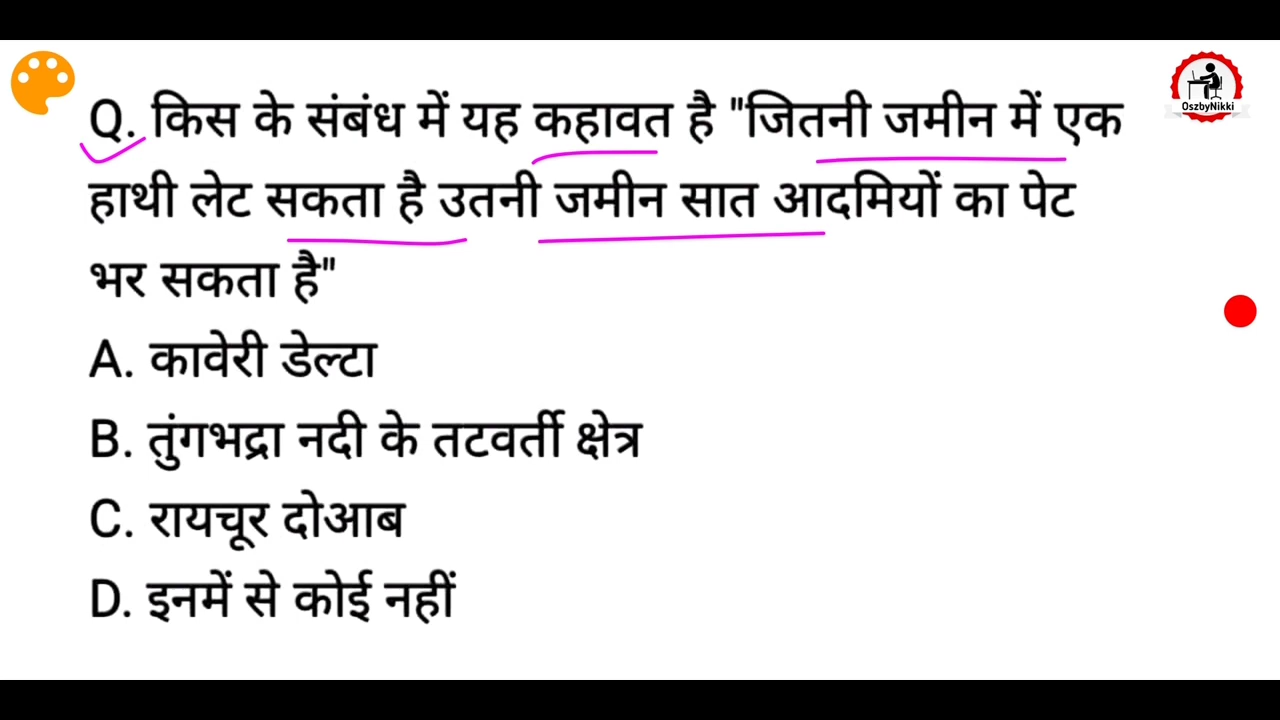 OszbyNikki
Q. किस के संबंध में यह कहावत है "जितनी जमीन में एक
हाथी लेट सकता है उतनी जमीन सात आदमियों का पेट
भर सकता है"
A. कावेरी डेल्टा
B. तुंगभद्रा नदी के तटवर्ती क्षेत्र
C. रायचूर दोआब
D. इनमें से कोई नहीं